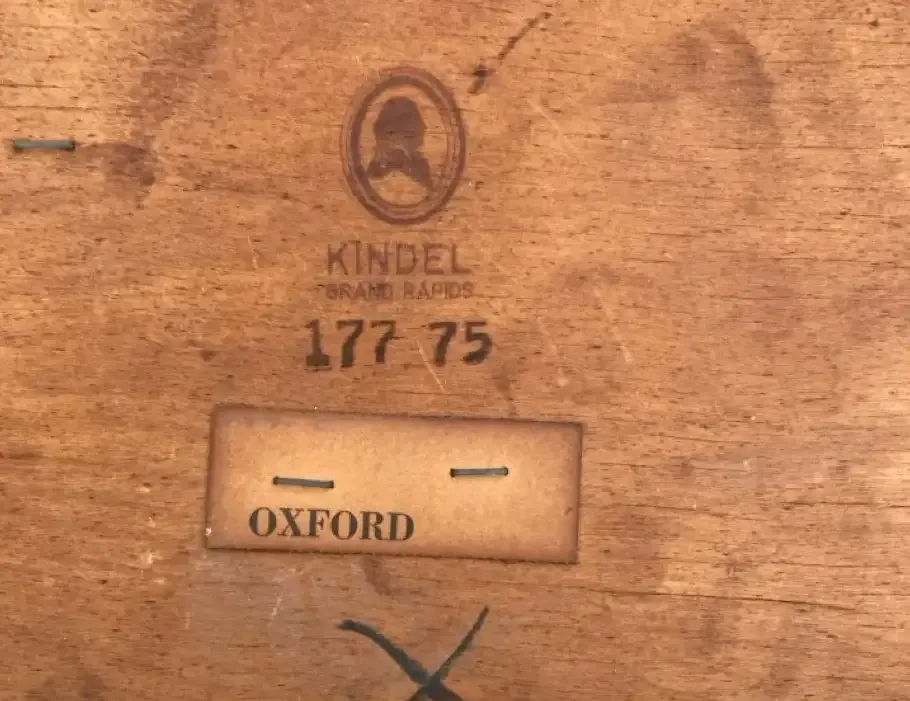 KINDEL
GRAND RAPIDS
177 75
OXFORD
X